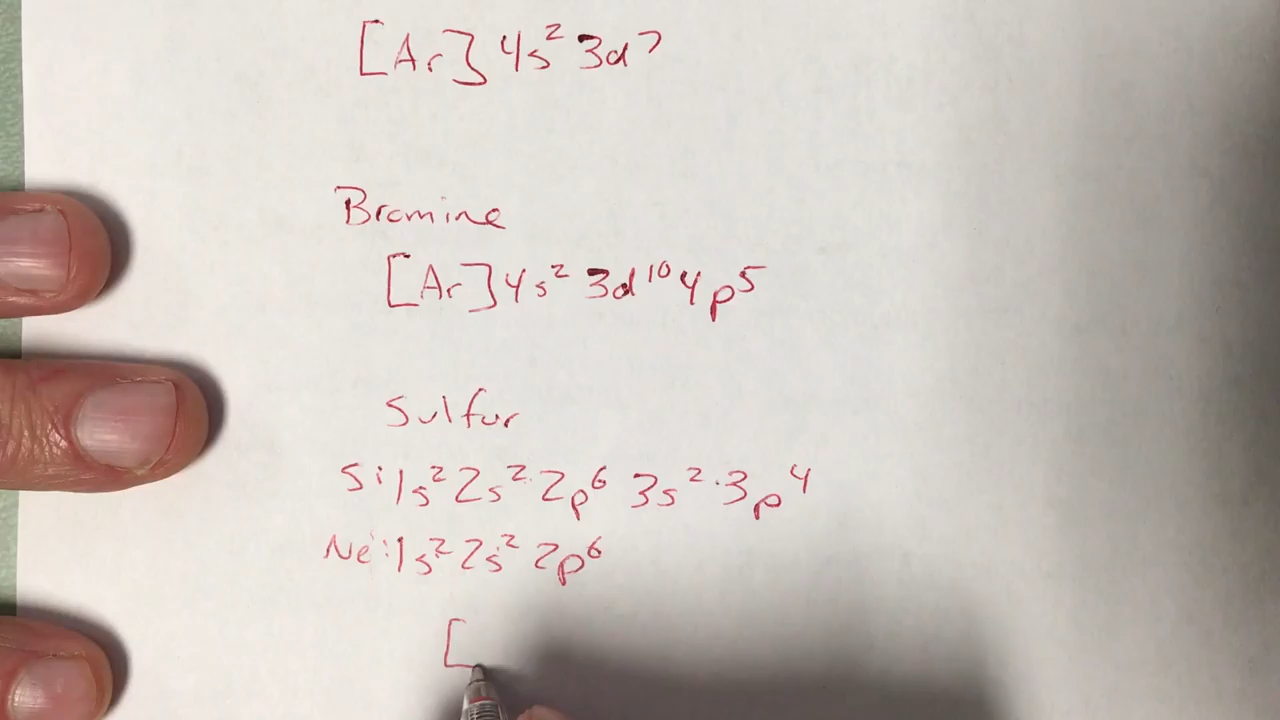 [Ar] 4s² 3d⁷
Bromine
[Ar] 4s² 3d¹⁰ 4p⁵
Sulfur
S: 1s² 2s² 2p⁶ 3s² 3p⁴
Ne: 1s² 2s² 2p⁶
[